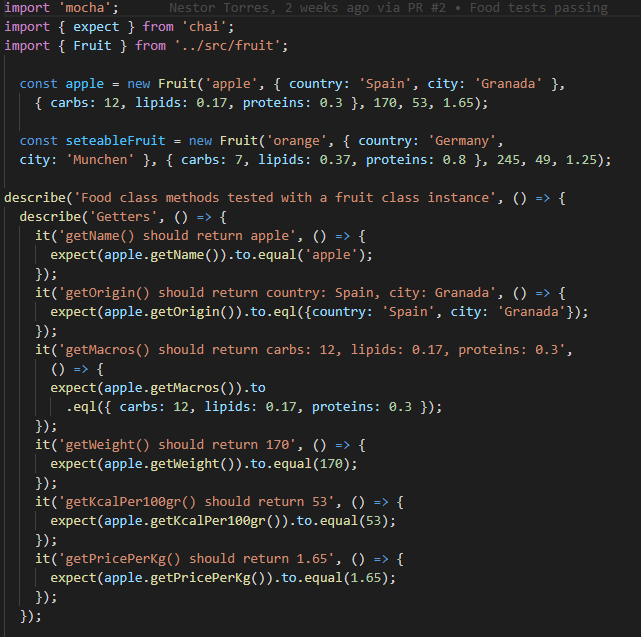 import 'mocha';     Nestor Torres, 2 weeks ago via PR #2 • Food tests passing
import { expect } from 'chai';
import { Fruit } from '../src/fruit';
  const apple = new Fruit('apple', { country: 'Spain', city: 'Granada' },
    { carbs: 12, lipids: 0.17, proteins: 0.3 }, 170, 53, 1.65);
  const seteableFruit = new Fruit('orange', { country: 'Germany',
  city: 'Munchen' }, { carbs: 7, lipids: 0.37, proteins: 0.8 }, 245, 49, 1.25);
describe('Food class methods tested with a fruit class instance', () => {
  describe('Getters', () => {
    it('getName() should return apple', () => {
      expect(apple.getName()).to.equal('apple');
    });
    it('getOrigin() should return country: Spain, city: Granada', () => {
      expect(apple.getOrigin()).to.eql({country: 'Spain', city: 'Granada'});
    });
    it('getMacros() should return carbs: 12, lipids: 0.17, proteins: 0.3',
      () => {
      expect(apple.getMacros()).to
        .eql({ carbs: 12, lipids: 0.17, proteins: 0.3 });
    });
    it('getWeight() should return 170', () => {
      expect(apple.getWeight()).to.equal(170);
    });
    it('getKcalPer100gr() should return 53', () => {
      expect(apple.getKcalPer100gr()).to.equal(53);
    });
    it('getPricePerKg() should return 1.65', () => {
      expect(apple.getPricePerKg()).to.equal(1.65);
    });
  });